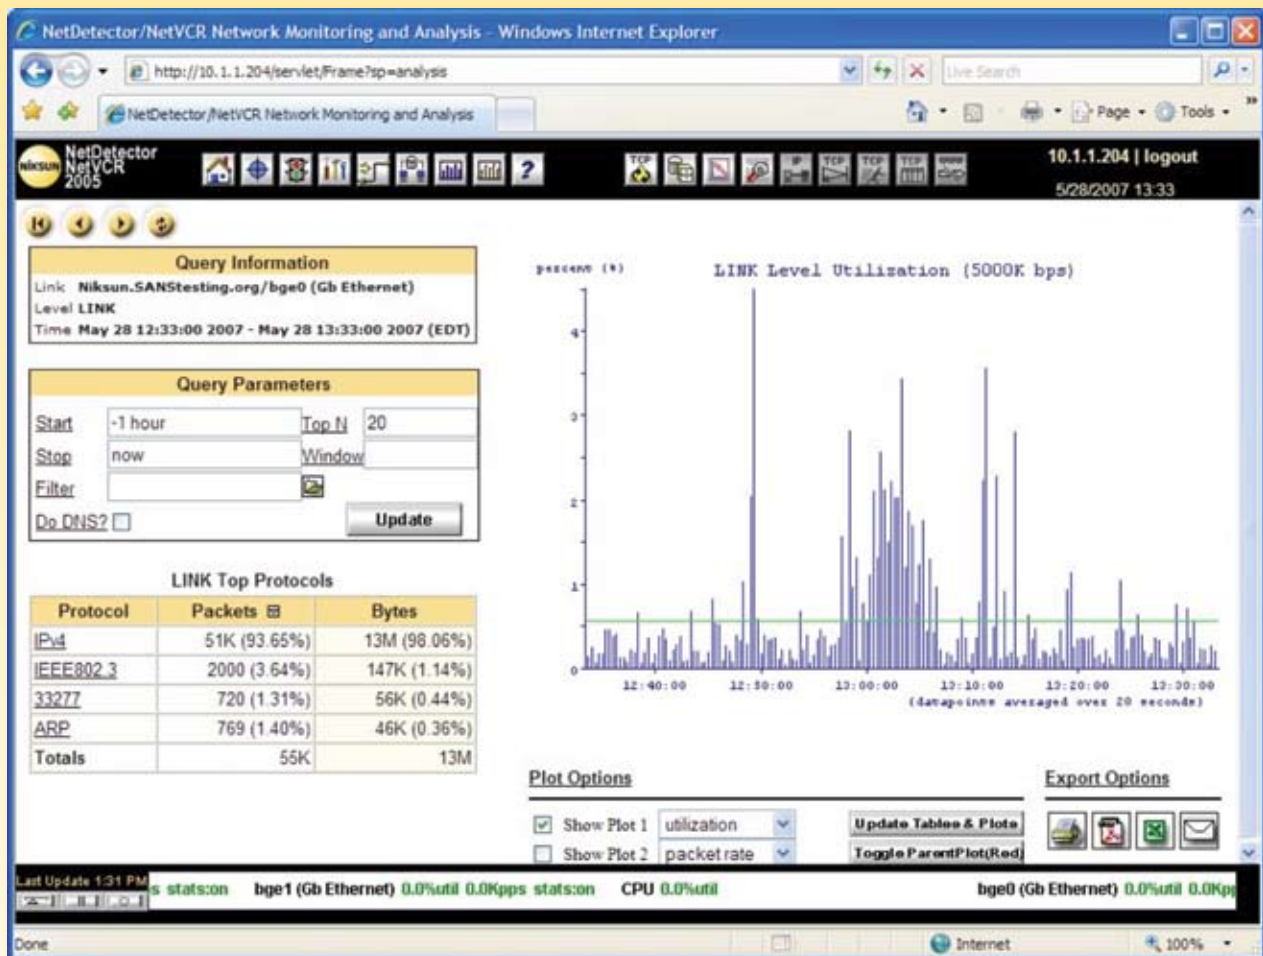 NetDetector/NetVCR Network Monitoring and Analysis - Windows Internet Explorer
http://10.1.1.204/servlet/Frame?sp=analysis
Live Search
NetDetector/NetVCR Network Monitoring and Analysis
Page
Tools
NIKSUN
NetDetector
NetVCR
2005
TCP
IP
TCP
TCP
TCP
10.1.1.204 | logout
5/28/2007 13:33
Query Information
Link Niksun.SANStesting.org/bge0 (Gb Ethernet)
Level LINK
Time May 28 12:33:00 2007 - May 28 13:33:00 2007 (EDT)
Query Parameters
Start -1 hour Top N 20
Stop now Window
Filter
Do DNS? Update
LINK Top Protocols
Protocol Packets Bytes
IPv4 51K (93.65%) 13M (98.06%)
IEEE802.3 2000 (3.64%) 147K (1.14%)
33277 720 (1.31%) 56K (0.44%)
ARP 769 (1.40%) 46K (0.36%)
Totals 55K 13M
percent (%) LINK Level Utilization (5000K bps)
4
3
2
1
0
12:40:00 12:50:00 13:00:00 13:10:00 13:20:00 13:30:00
(datapoints averaged over 20 seconds)
Plot Options
Export Options
Show Plot 1 utilization Update Tables & Plots
Show Plot 2 packet rate Toggle ParentPlot(Red)
Last Update 1:31 PM
s stats:on bge1 (Gb Ethernet) 0.0%util 0.0Kpps stats:on CPU 0.0%util bge0 (Gb Ethernet) 0.0%util 0.0Kpp
Done
Internet
100%